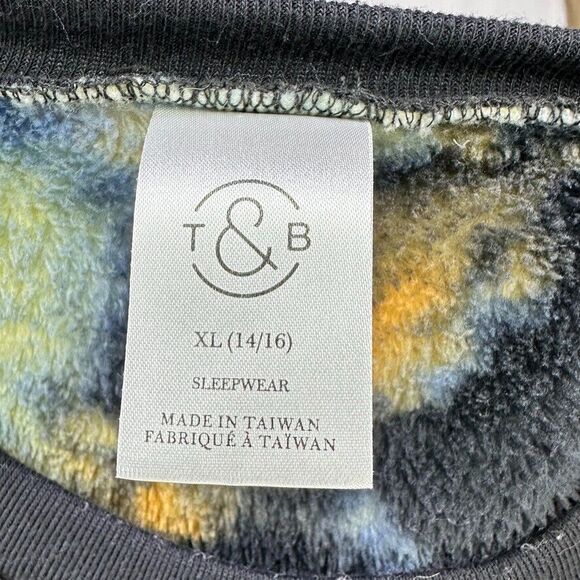 T & B
XL (14/16)
SLEEPWEAR
MADE IN TAIWAN
FABRIQUÉ À TAÏWAN